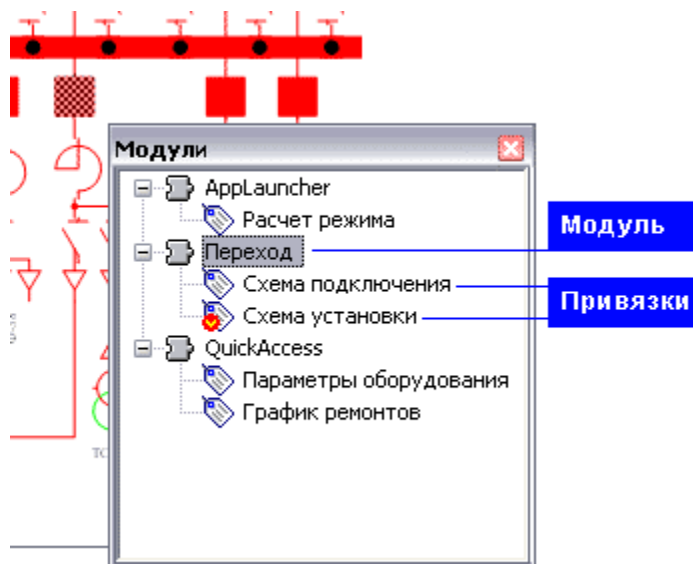 Модули
AppLauncher
Расчет режима
Модуль
Переход
Схема подключения
Привязки
Схема установки
QuickAccess
Параметры оборудования
График ремонтов